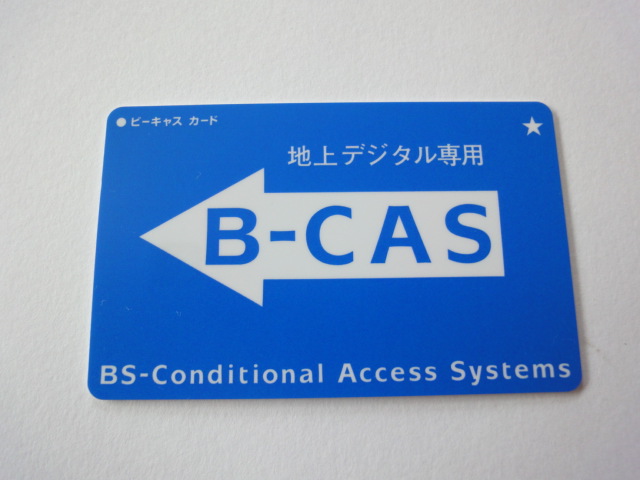 ●ビーキャス カード
★
地上デジタル専用
B-CAS
BS-Conditional Access Systems